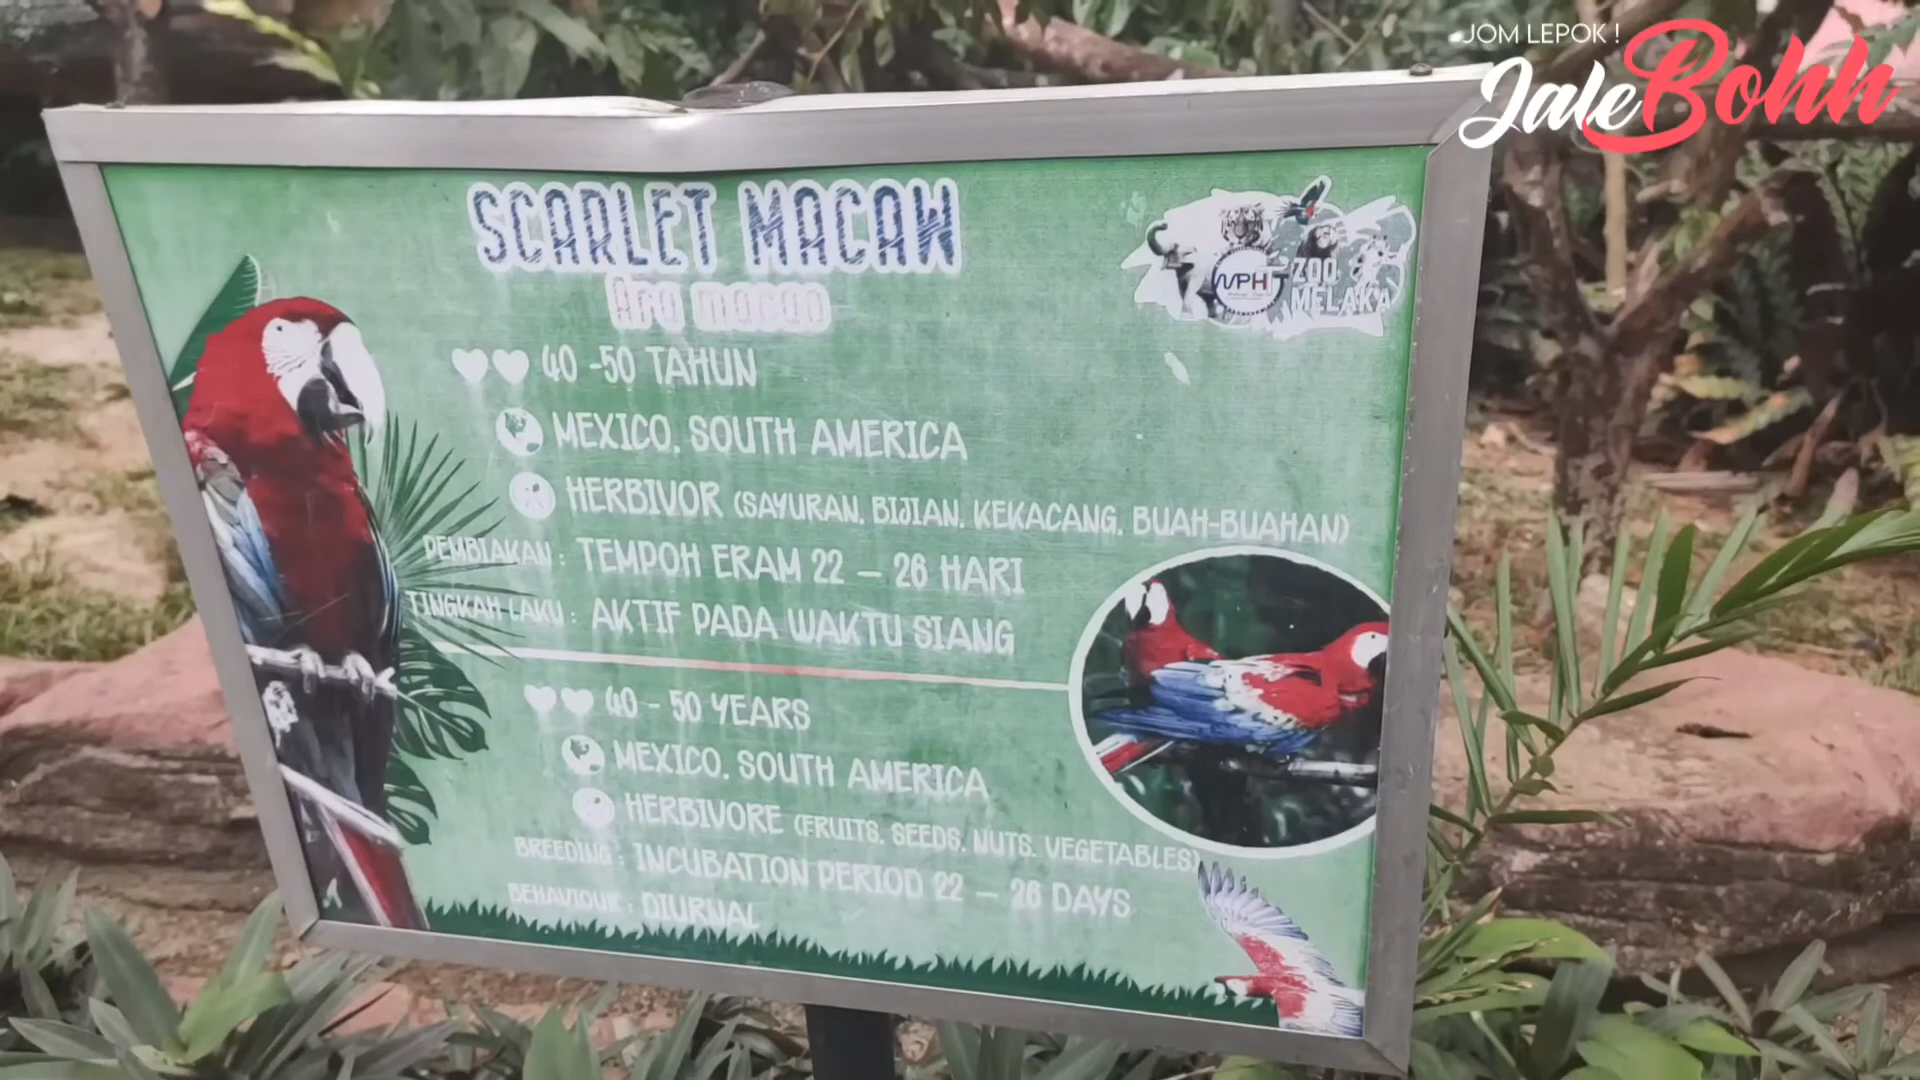 JOM LEPOK !
JaleBohh
SCARLET MACAW
Ara macao
MPHTJ
ZOO
MELAKA
40 -50 TAHUN
MEXICO, SOUTH AMERICA
HERBIVOR (SAYURAN, BIJIAN, KEKACANG, BUAH-BUAHAN)
PEMBIAKAN : TEMPOH ERAM 22 – 26 HARI
TINGKAH LAKU : AKTIF PADA WAKTU SIANG
40 - 50 YEARS
MEXICO, SOUTH AMERICA
HERBIVORE (FRUITS, SEEDS, NUTS, VEGETABLES)
BREEDING : INCUBATION PERIOD 22 – 26 DAYS
BEHAVIOUR : DIURNAL